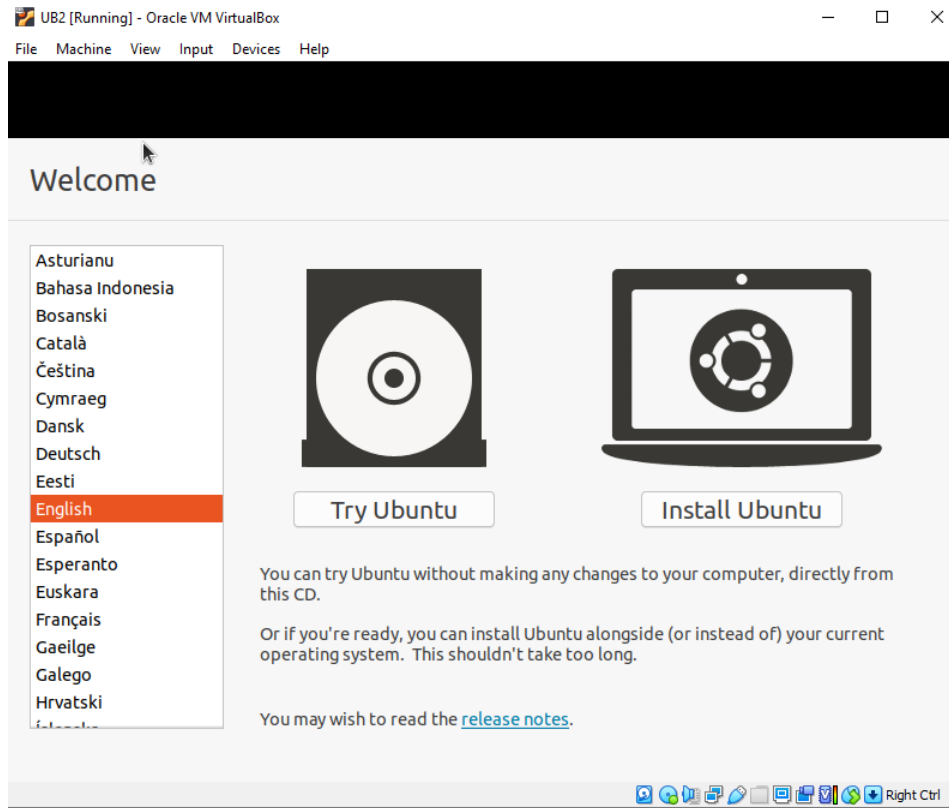 UB2 [Running] - Oracle VM VirtualBox
File Machine View Input Devices Help
Welcome
Asturianu
Bahasa Indonesia
Bosanski
Català
Čeština
Cymraeg
Dansk
Deutsch
Eesti
English
Español
Esperanto
Euskara
Français
Gaeilge
Galego
Hrvatski
Try Ubuntu
Install Ubuntu
You can try Ubuntu without making any changes to your computer, directly from
this CD.
Or if you're ready, you can install Ubuntu alongside (or instead of) your current
operating system. This shouldn't take too long.
You may wish to read the release notes.
Right Ctrl